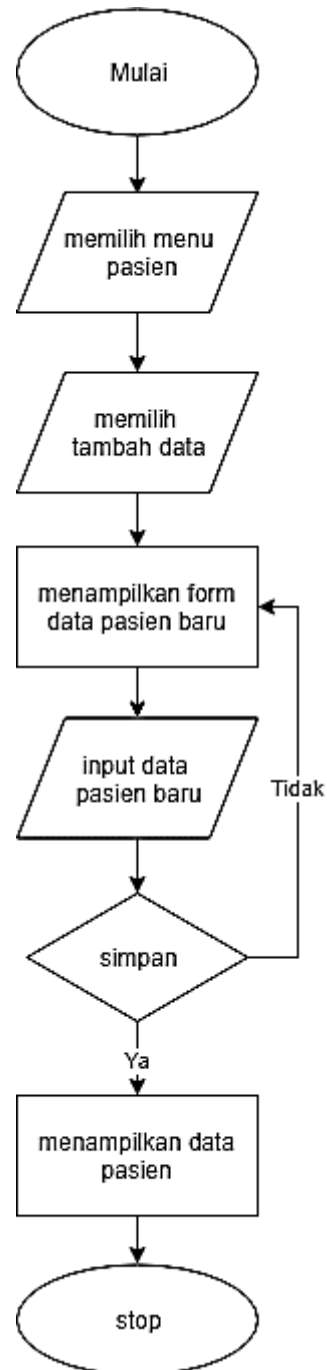 Mulai
memilih menu
pasien
memilih
tambah data
menampilkan form
data pasien baru
input data
pasien baru
Tidak
simpan
Ya
menampilkan data
pasien
stop